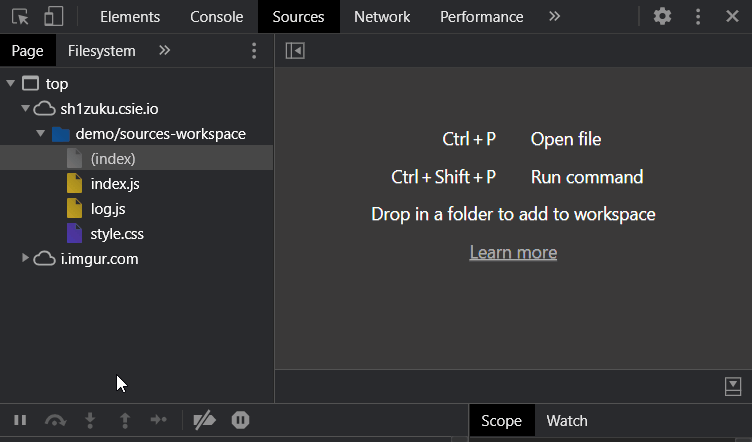 Elements Console Sources Network Performance »
Page Filesystem »
top
sh1zuku.csie.io
demo/sources-workspace
(index)
index.js
log.js
style.css
i.imgur.com
Ctrl + P Open file
Ctrl + Shift + P Run command
Drop in a folder to add to workspace
Learn more
Scope Watch